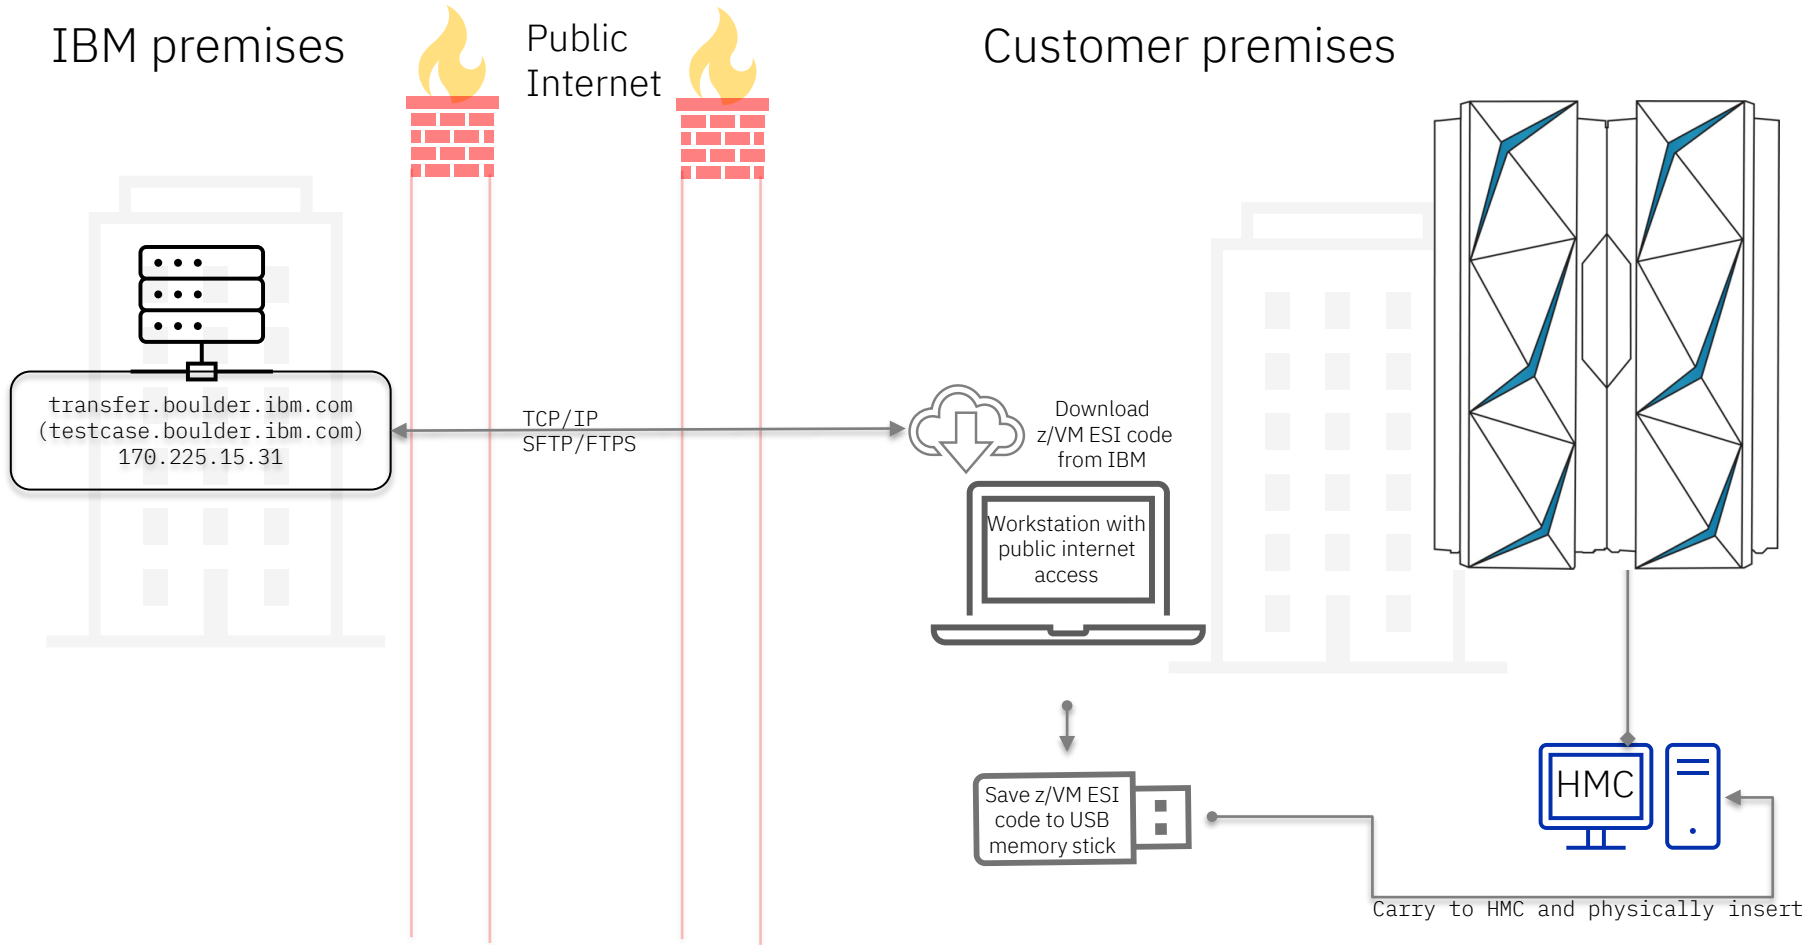 IBM premises
Public
Internet
Customer premises
transfer.boulder.ibm.com
(testcase.boulder.ibm.com)
170.225.15.31
TCP/IP
SFTP/FTPS
Download
z/VM ESI code
from IBM
Workstation with
public internet
access
Save z/VM ESI
code to USB
memory stick
HMC
Carry to HMC and physically insert